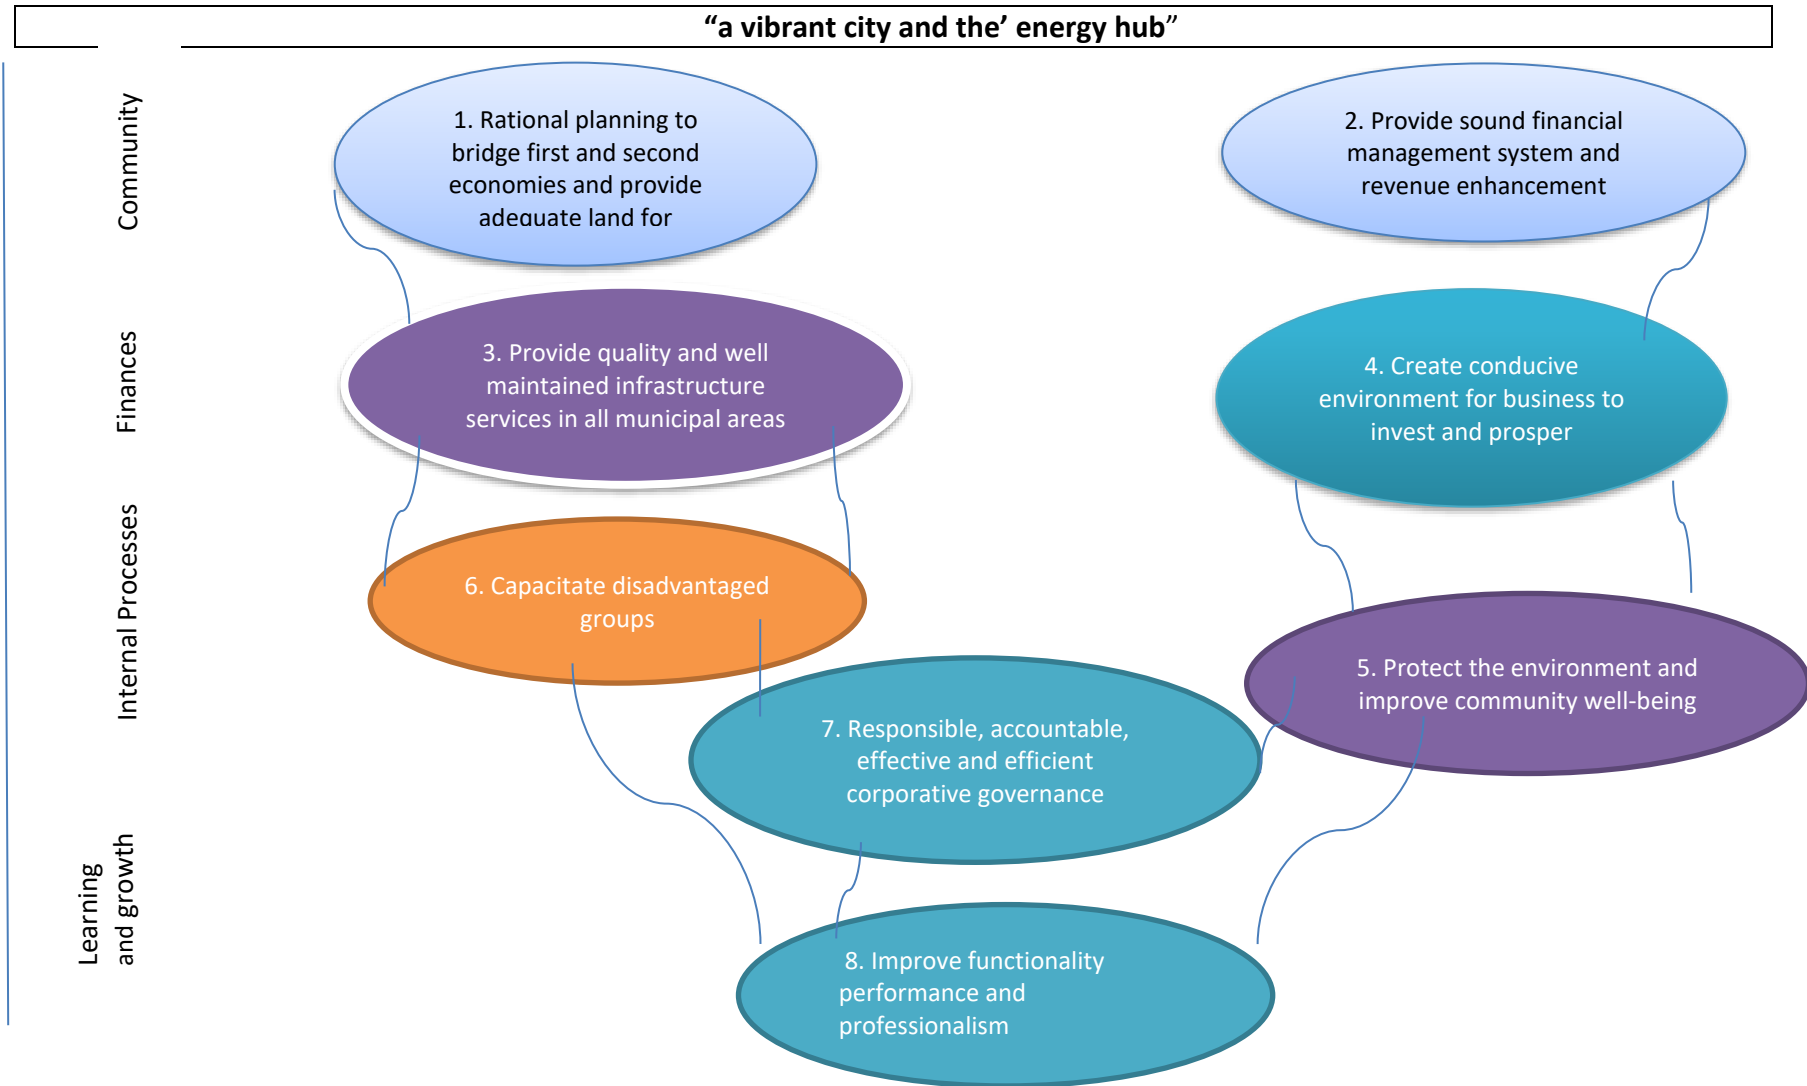 “a vibrant city and the’ energy hub”
Community
1. Rational planning to
bridge first and second
economies and provide
adequate land for
2. Provide sound financial
management system and
revenue enhancement
Finances
3. Provide quality and well
maintained infrastructure
services in all municipal areas
4. Create conducive
environment for business to
invest and prosper
Internal Processes
6. Capacitate disadvantaged
groups
5. Protect the environment and
improve community well-being
7. Responsible, accountable,
effective and efficient
corporative governance
Learning
and growth
8. Improve functionality
performance and
professionalism